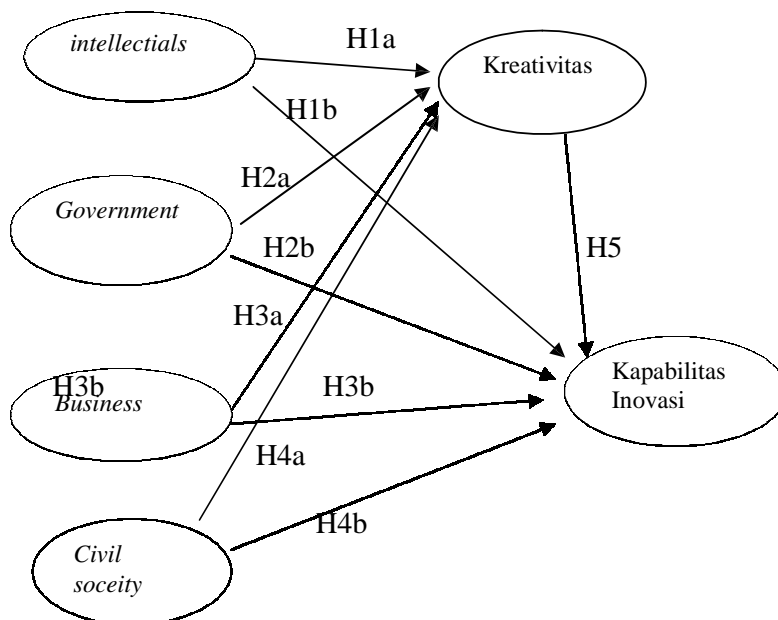 intellectials
H1a
Kreativitas
H1b
H2a
Government
H2b
H5
H3a
H3b
Business
H3b
Kapabilitas
Inovasi
H4a
H4b
Civil
soceity